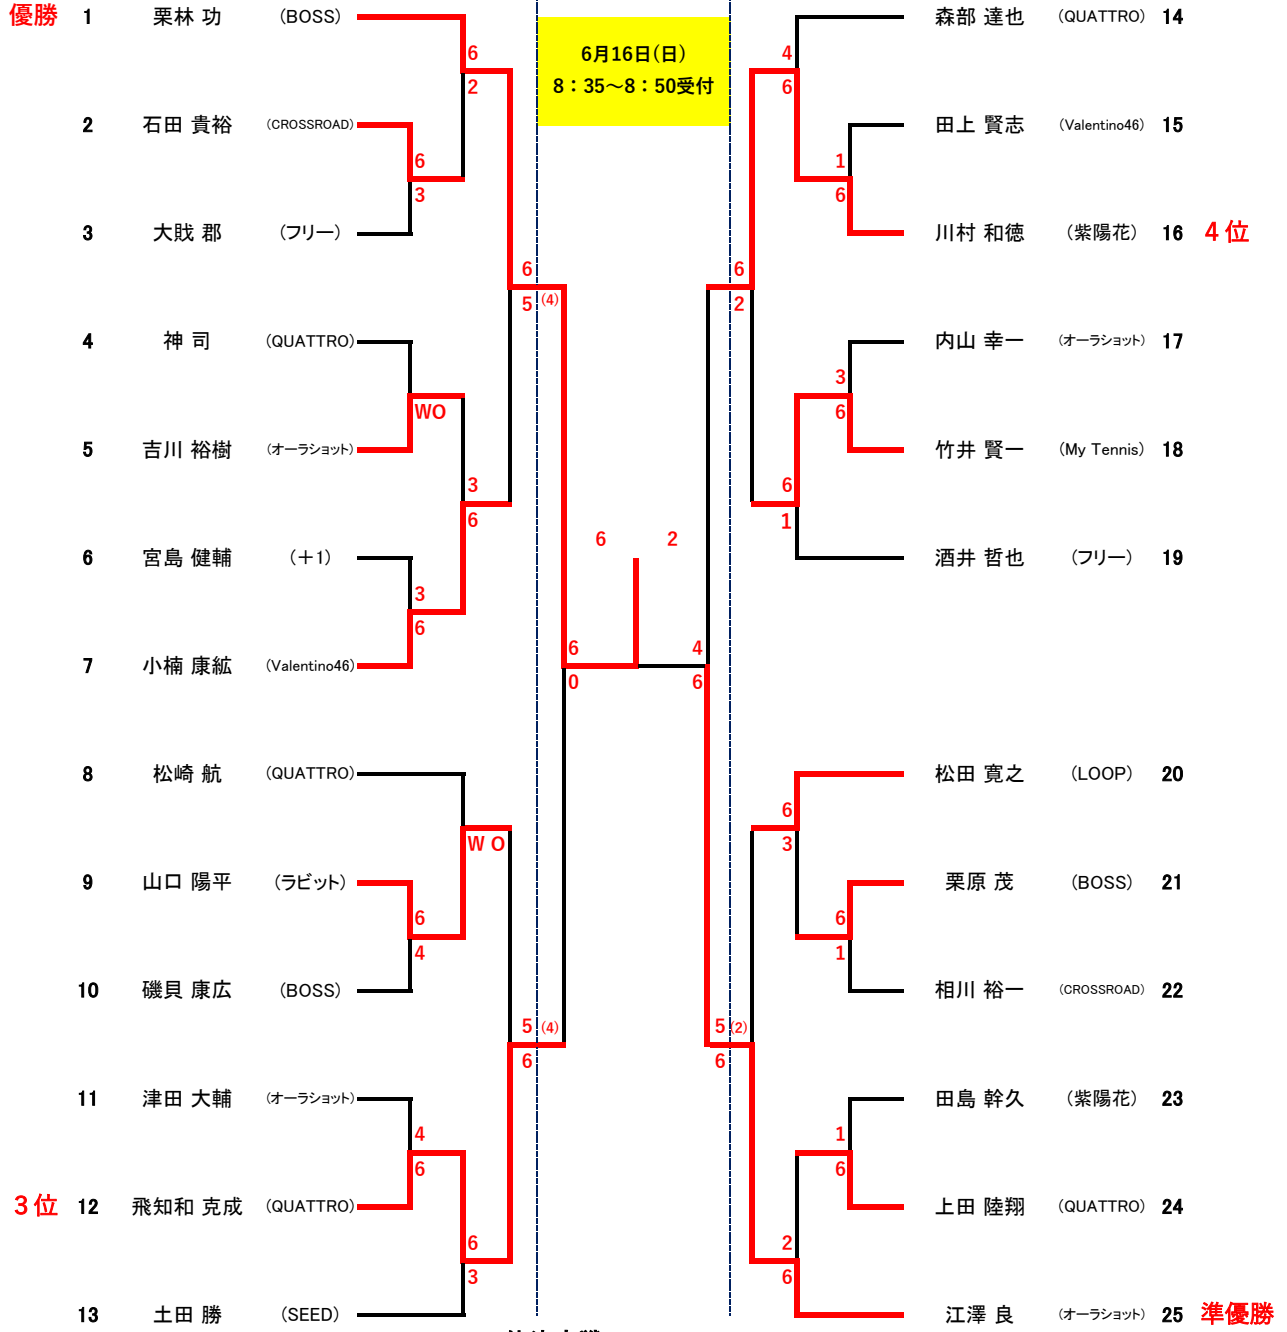 優勝 1 栗林 功 (BOSS)
6
2
2 石田 貴裕 (CROSSROAD)
6
3
3 大戝 郡 (フリー)
6
5 (4)
4 神 司 (QUATTRO)
WO
5 吉川 裕樹 (オーラショット)
3
6
6 宮島 健輔 (+1)
3
6
7 小楠 康紘 (Valentino46)
6
0
8 松崎 航 (QUATTRO)
W O
9 山口 陽平 (ラビット)
6
4
10 磯貝 康広 (BOSS)
5 (4)
6
11 津田 大輔 (オーラショット)
4
6
3位 12 飛知和 克成 (QUATTRO)
6
3
13 土田 勝 (SEED)
6月16日(日)
8：35～8：50受付
6 2
森部 達也 (QUATTRO) 14
4
6
田上 賢志 (Valentino46) 15
1
6
川村 和徳 (紫陽花) 16 4位
6
2
内山 幸一 (オーラショット) 17
3
6
竹井 賢一 (My Tennis) 18
6
1
酒井 哲也 (フリー) 19
4
6
松田 寛之 (LOOP) 20
6
3
栗原 茂 (BOSS) 21
6
1
相川 裕一 (CROSSROAD) 22
5 (2)
6
田島 幹久 (紫陽花) 23
1
6
上田 陸翔 (QUATTRO) 24
2
6
江澤 良 (オーラショット) 25 準優勝